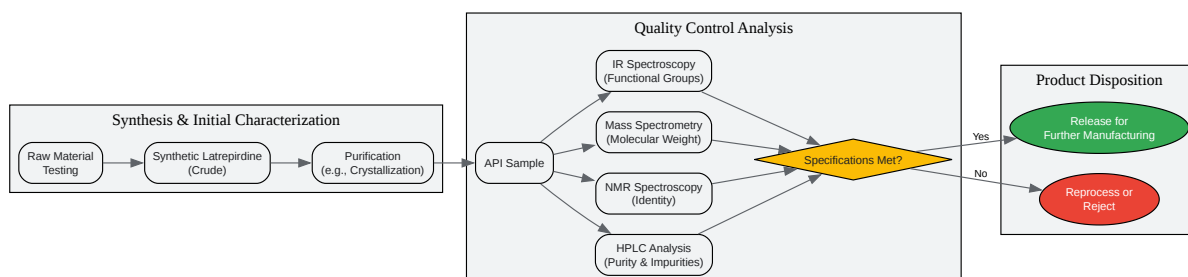 Synthesis & Initial Characterization
Raw Material
Testing
Synthetic Latrepirdine
(Crude)
Purification
(e.g., Crystallization)
Quality Control Analysis
API Sample
IR Spectroscopy
(Functional Groups)
Mass Spectrometry
(Molecular Weight)
NMR Spectroscopy
(Identity)
HPLC Analysis
(Purity & Impurities)
Specifications Met?
Yes
No
Product Disposition
Release for
Further Manufacturing
Reprocess or
Reject